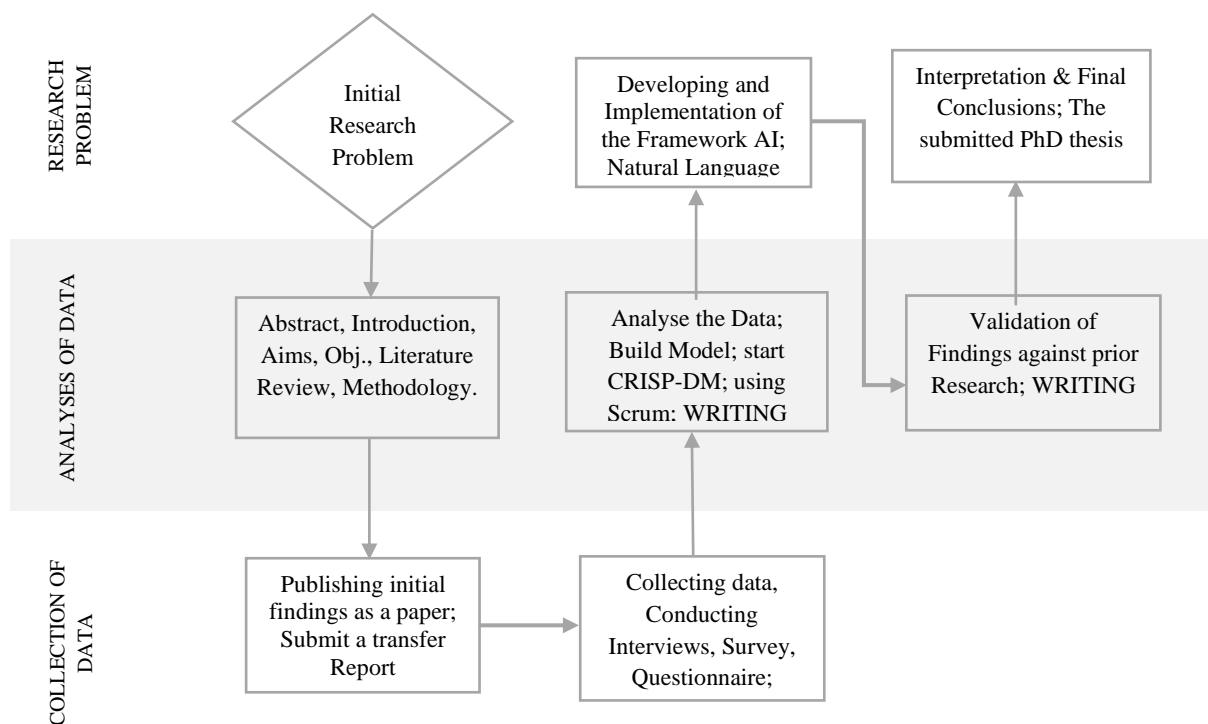 RESEARCH
PROBLEM
Initial
Research
Problem
Developing and
Implementation of
the Framework AI;
Natural Language
Interpretation & Final
Conclusions; The
submitted PhD thesis
ANALYSES OF DATA
Abstract, Introduction,
Aims, Obj., Literature
Review, Methodology.
Analyse the Data;
Build Model; start
CRISP-DM; using
Scrum: WRITING
Validation of
Findings against prior
Research; WRITING
COLLECTION OF
DATA
Publishing initial
findings as a paper;
Submit a transfer
Report
Collecting data,
Conducting
Interviews, Survey,
Questionnaire;